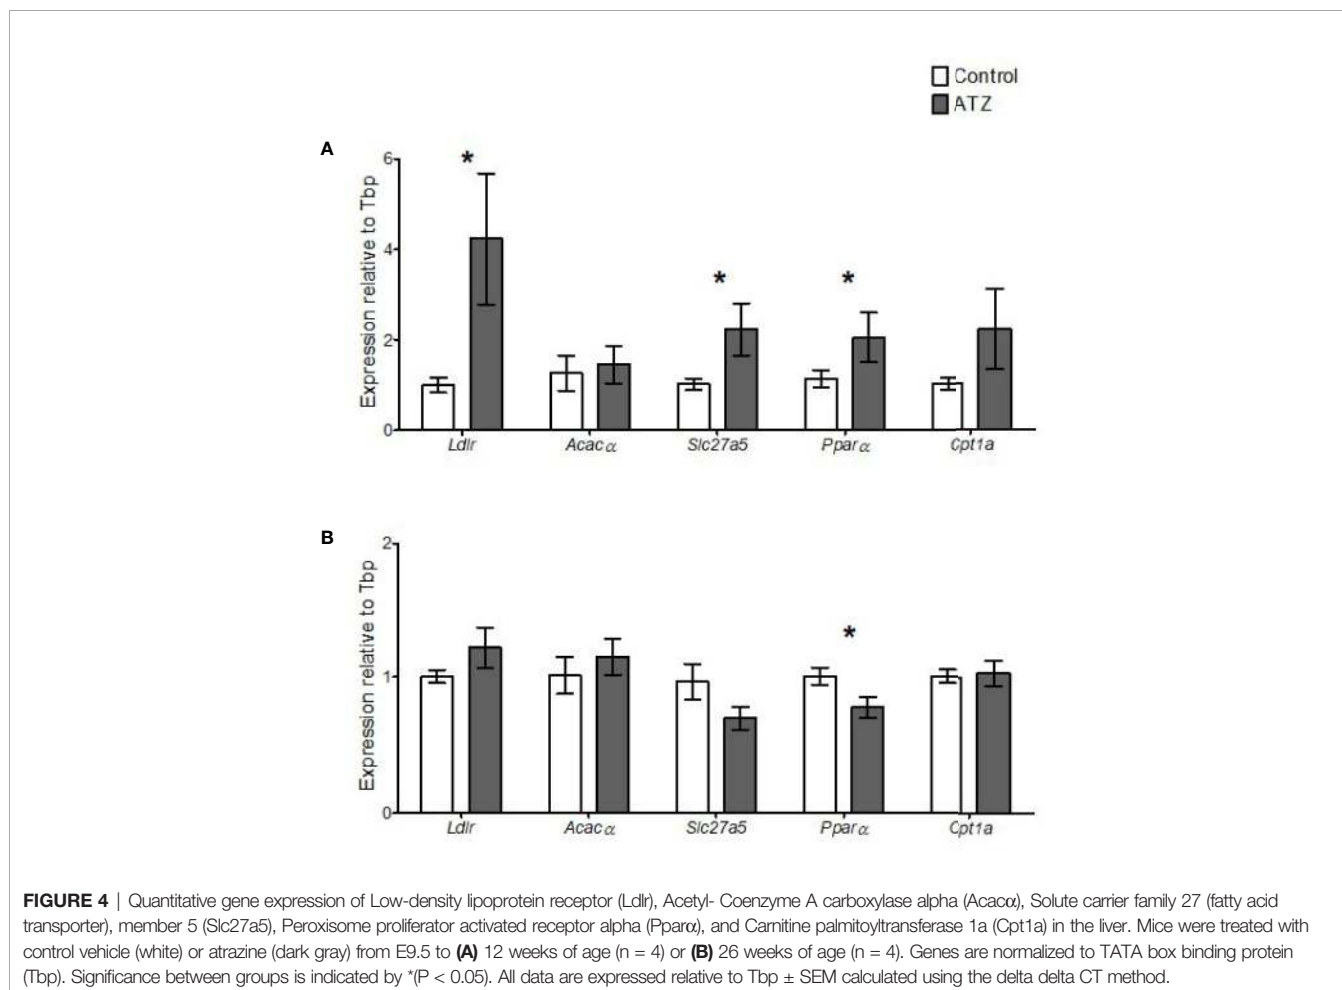 Control
ATZ
A
Expression relative to Tbp
6
*
4
* *
2
0
Ldlr Acacα Slc27a5 Pparα Cpt1a
B
Expression relative to Tbp
2
*
1
0
Ldlr Acacα Slc27a5 Pparα Cpt1a
FIGURE 4 | Quantitative gene expression of Low-density lipoprotein receptor (Ldlr), Acetyl- Coenzyme A carboxylase alpha (Acacα), Solute carrier family 27 (fatty acid
transporter), member 5 (Slc27a5), Peroxisome proliferator activated receptor alpha (Pparα), and Carnitine palmitoyltransferase 1a (Cpt1a) in the liver. Mice were treated with
control vehicle (white) or atrazine (dark gray) from E9.5 to (A) 12 weeks of age (n = 4) or (B) 26 weeks of age (n = 4). Genes are normalized to TATA box binding protein
(Tbp). Significance between groups is indicated by *(P < 0.05). All data are expressed relative to Tbp ± SEM calculated using the delta delta CT method.